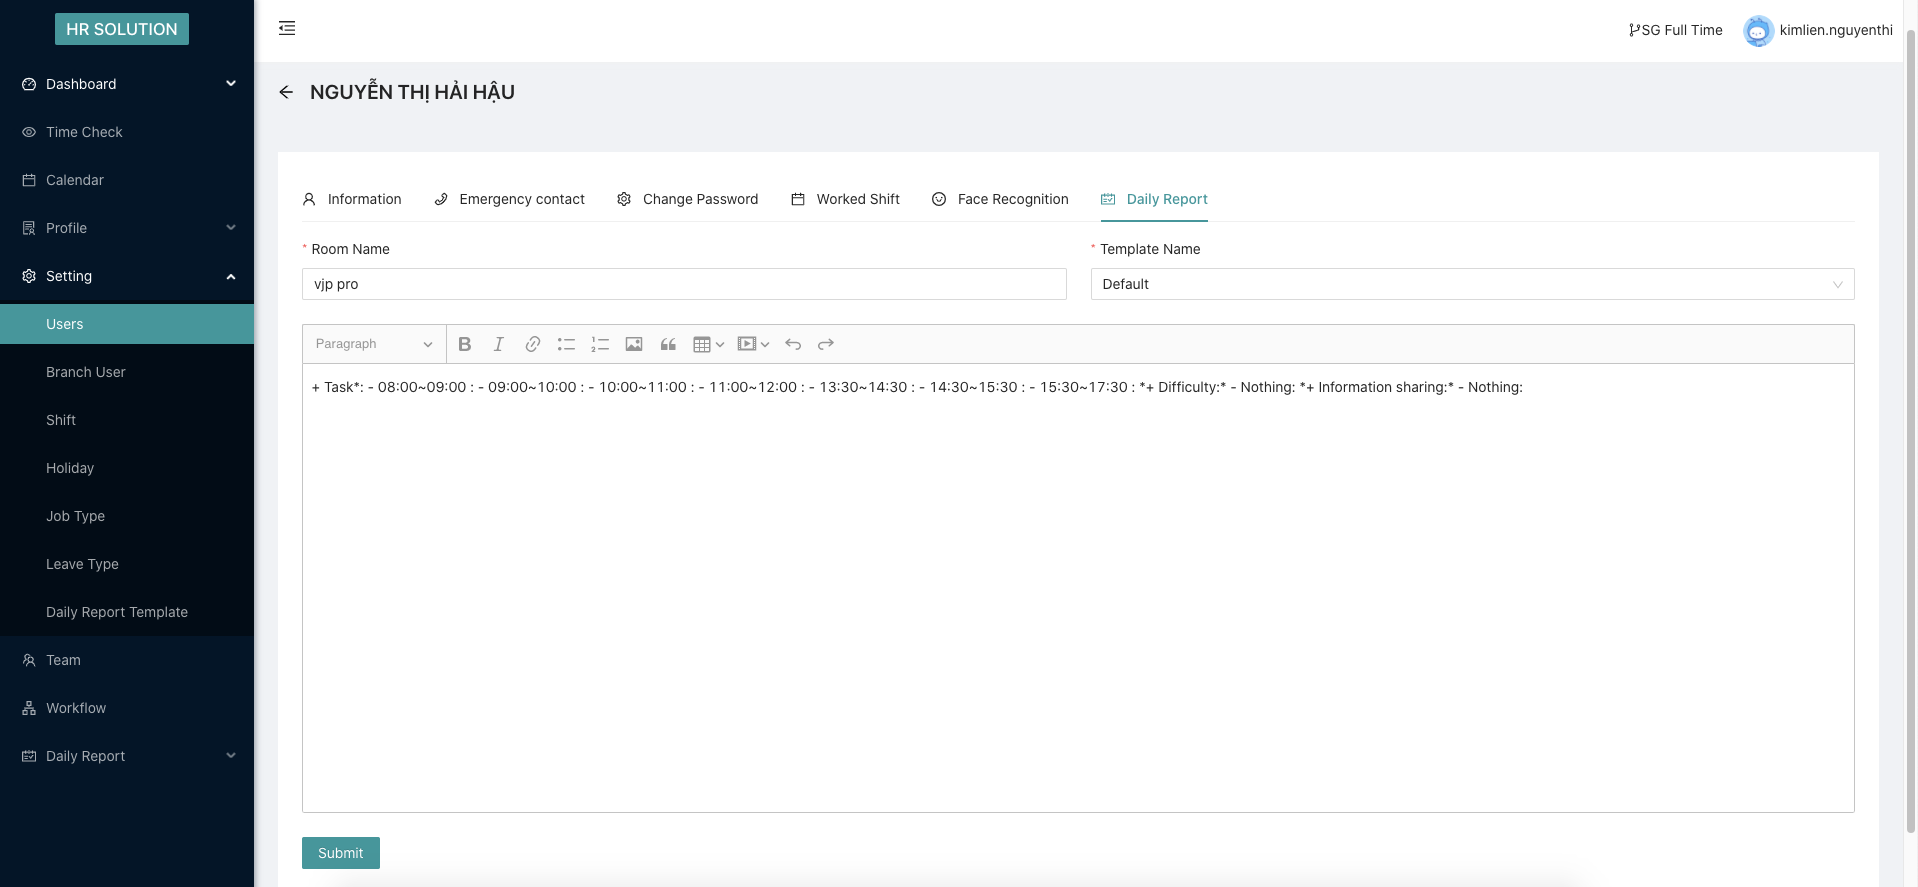 HR SOLUTION
Dashboard
Time Check
Calendar
Profile
Setting
Users
Branch User
Shift
Holiday
Job Type
Leave Type
Daily Report Template
Team
Workflow
Daily Report
SG Full Time
kimlien.nguyenthi
NGUYỄN THỊ HẢI HẬU
Information
Emergency contact
Change Password
Worked Shift
Face Recognition
Daily Report
* Room Name
* Template Name
vjp pro
Default
Paragraph
+ Task*: - 08:00~09:00 : - 09:00~10:00 : - 10:00~11:00 : - 11:00~12:00 : - 13:30~14:30 : - 14:30~15:30 : - 15:30~17:30 : *+ Difficulty:* - Nothing: *+ Information sharing:* - Nothing:
Submit